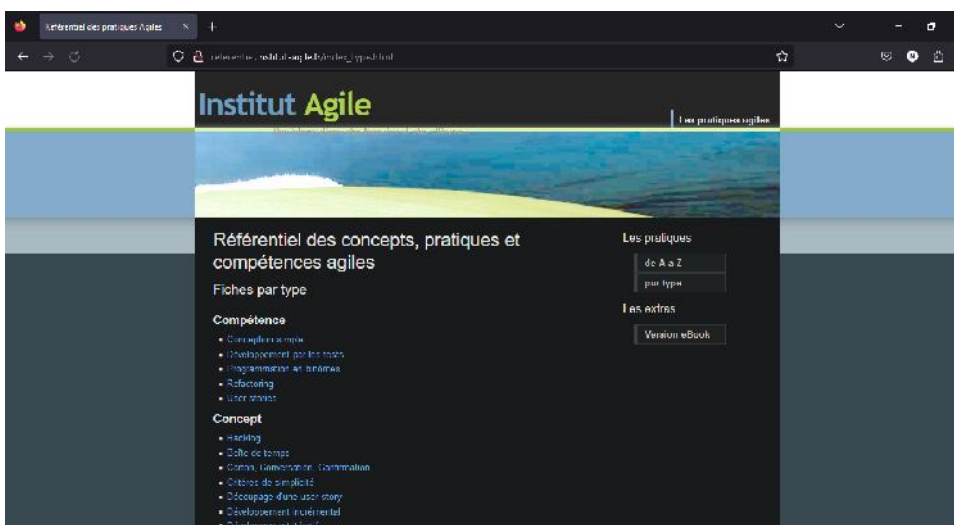 Référentiel des pratiques Agiles
Institut Agile
Les pratiques agiles
Référentiel des concepts, pratiques et
compétences agiles
Fiches par type
Compétence
Conception simple
Développement par les tests
Programmation en binômes
Refactoring
User stories
Concept
Backlog
Boîte de temps
Carton, Conversation, Confirmation
Critères de simplicité
Découpage d'une user story
Développement incrémental
Les pratiques
de A a Z
par type
Les extras
Version eBook